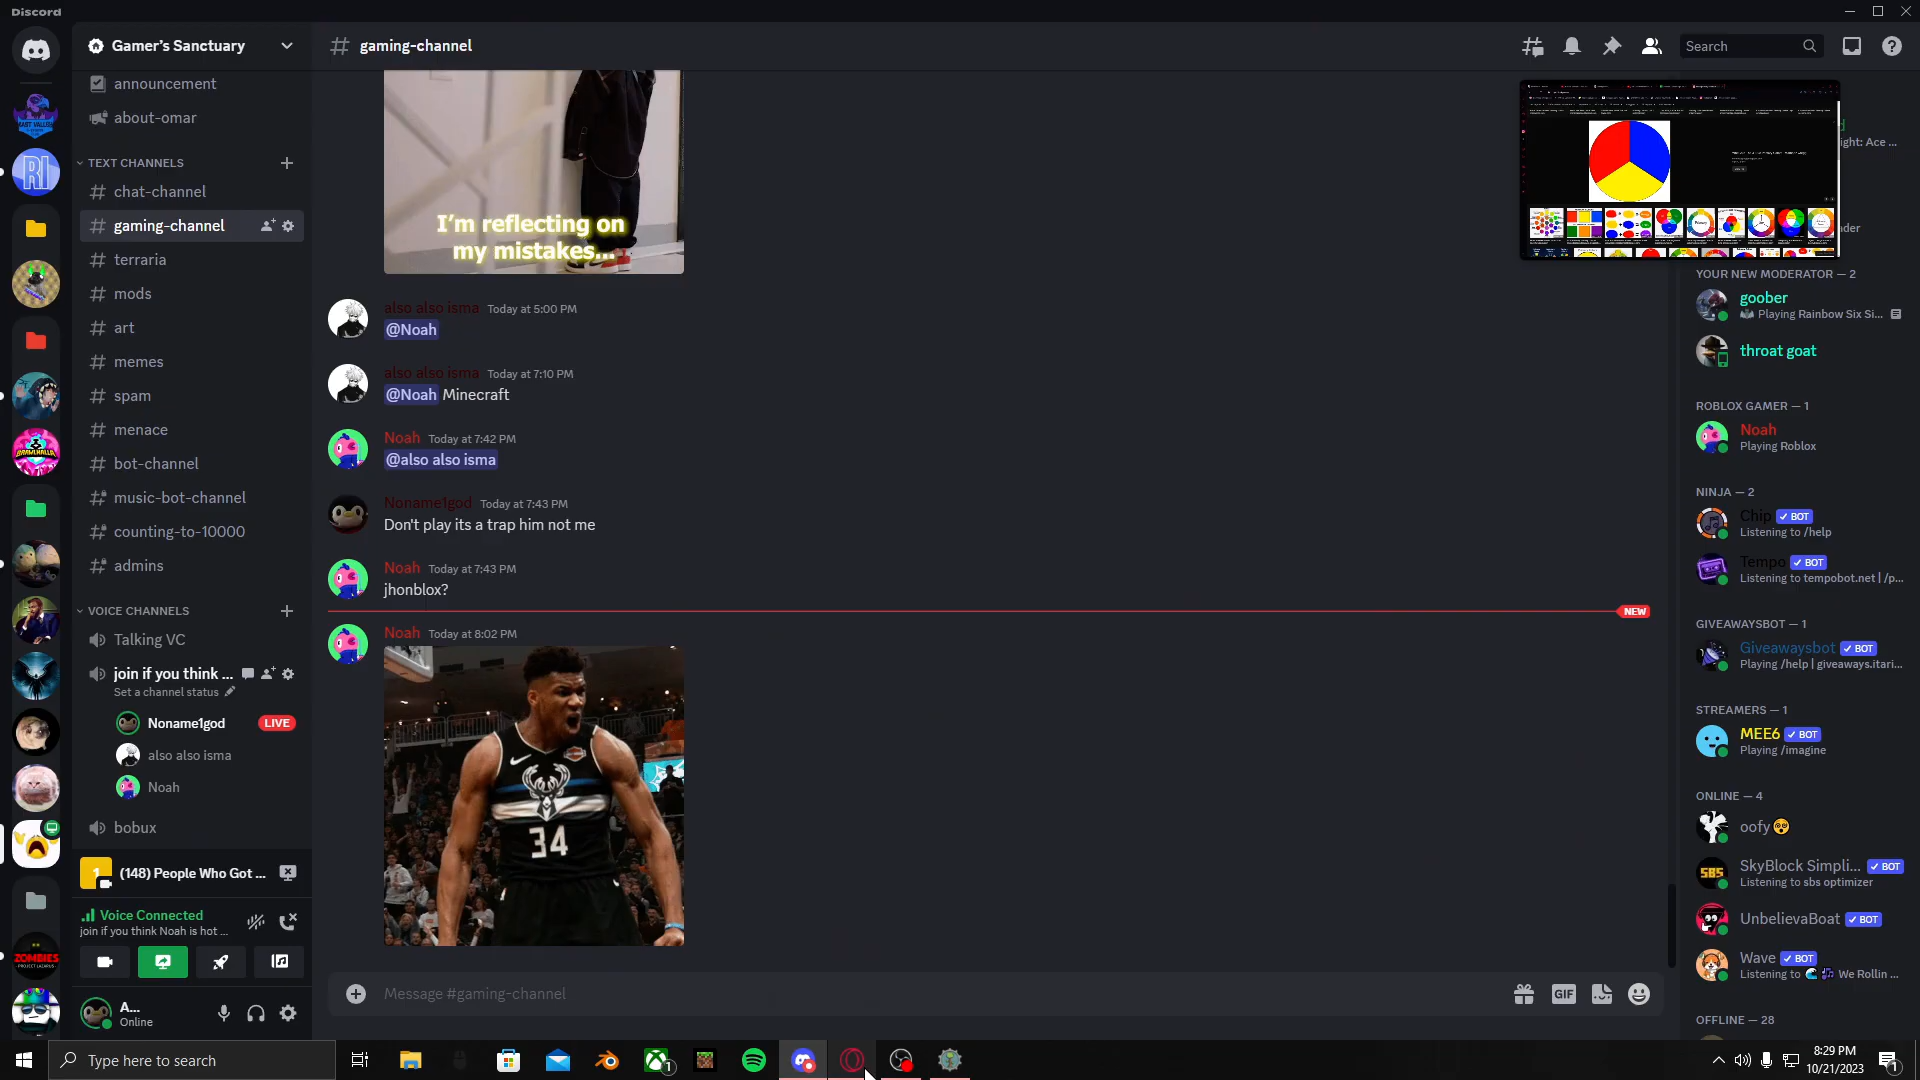 Discord
Gamer's Sanctuary
announcement
about-omar
TEXT CHANNELS
chat-channel
gaming-channel
terraria
mods
art
memes
spam
menace
bot-channel
music-bot-channel
counting-to-10000
admins
VOICE CHANNELS
Talking VC
join if you think ...
Set a channel status
Noname1god LIVE
also also isma
Noah
bobux
(148) People Who Got ...
Voice Connected
join if you think Noah is hot ...
A...
Online
gaming-channel
Search
I'm reflecting on
my mistakes...
also also isma Today at 5:00 PM
@Noah
also also isma Today at 7:10 PM
@Noah Minecraft
Noah Today at 7:42 PM
@also also isma
Noname1god Today at 7:43 PM
Don't play its a trap him not me
Noah Today at 7:43 PM
jhonblox?
NEW
Noah Today at 8:02 PM
34
Message #gaming-channel
GIF
ight: Ace ...
YOUR NEW MODERATOR — 2
goober
Playing Rainbow Six Si...
throat goat
ROBLOX GAMER — 1
Noah
Playing Roblox
NINJA — 2
Chip BOT
Listening to /help
Tempo BOT
Listening to tempobot.net | /p...
GIVEAWAYSBOT — 1
Giveawaysbot BOT
Playing /help | giveaways.itari...
STREAMERS — 1
MEE6 BOT
Playing /imagine
ONLINE — 4
oofy
SkyBlock Simpli... BOT
Listening to sbs optimizer
UnbelievaBoat BOT
Wave BOT
Listening to We Rollin ...
OFFLINE — 28
RI
BRAWLHALLA
ZOMBIES
SBS
Type here to search
1
8:29 PM
10/21/2023
1